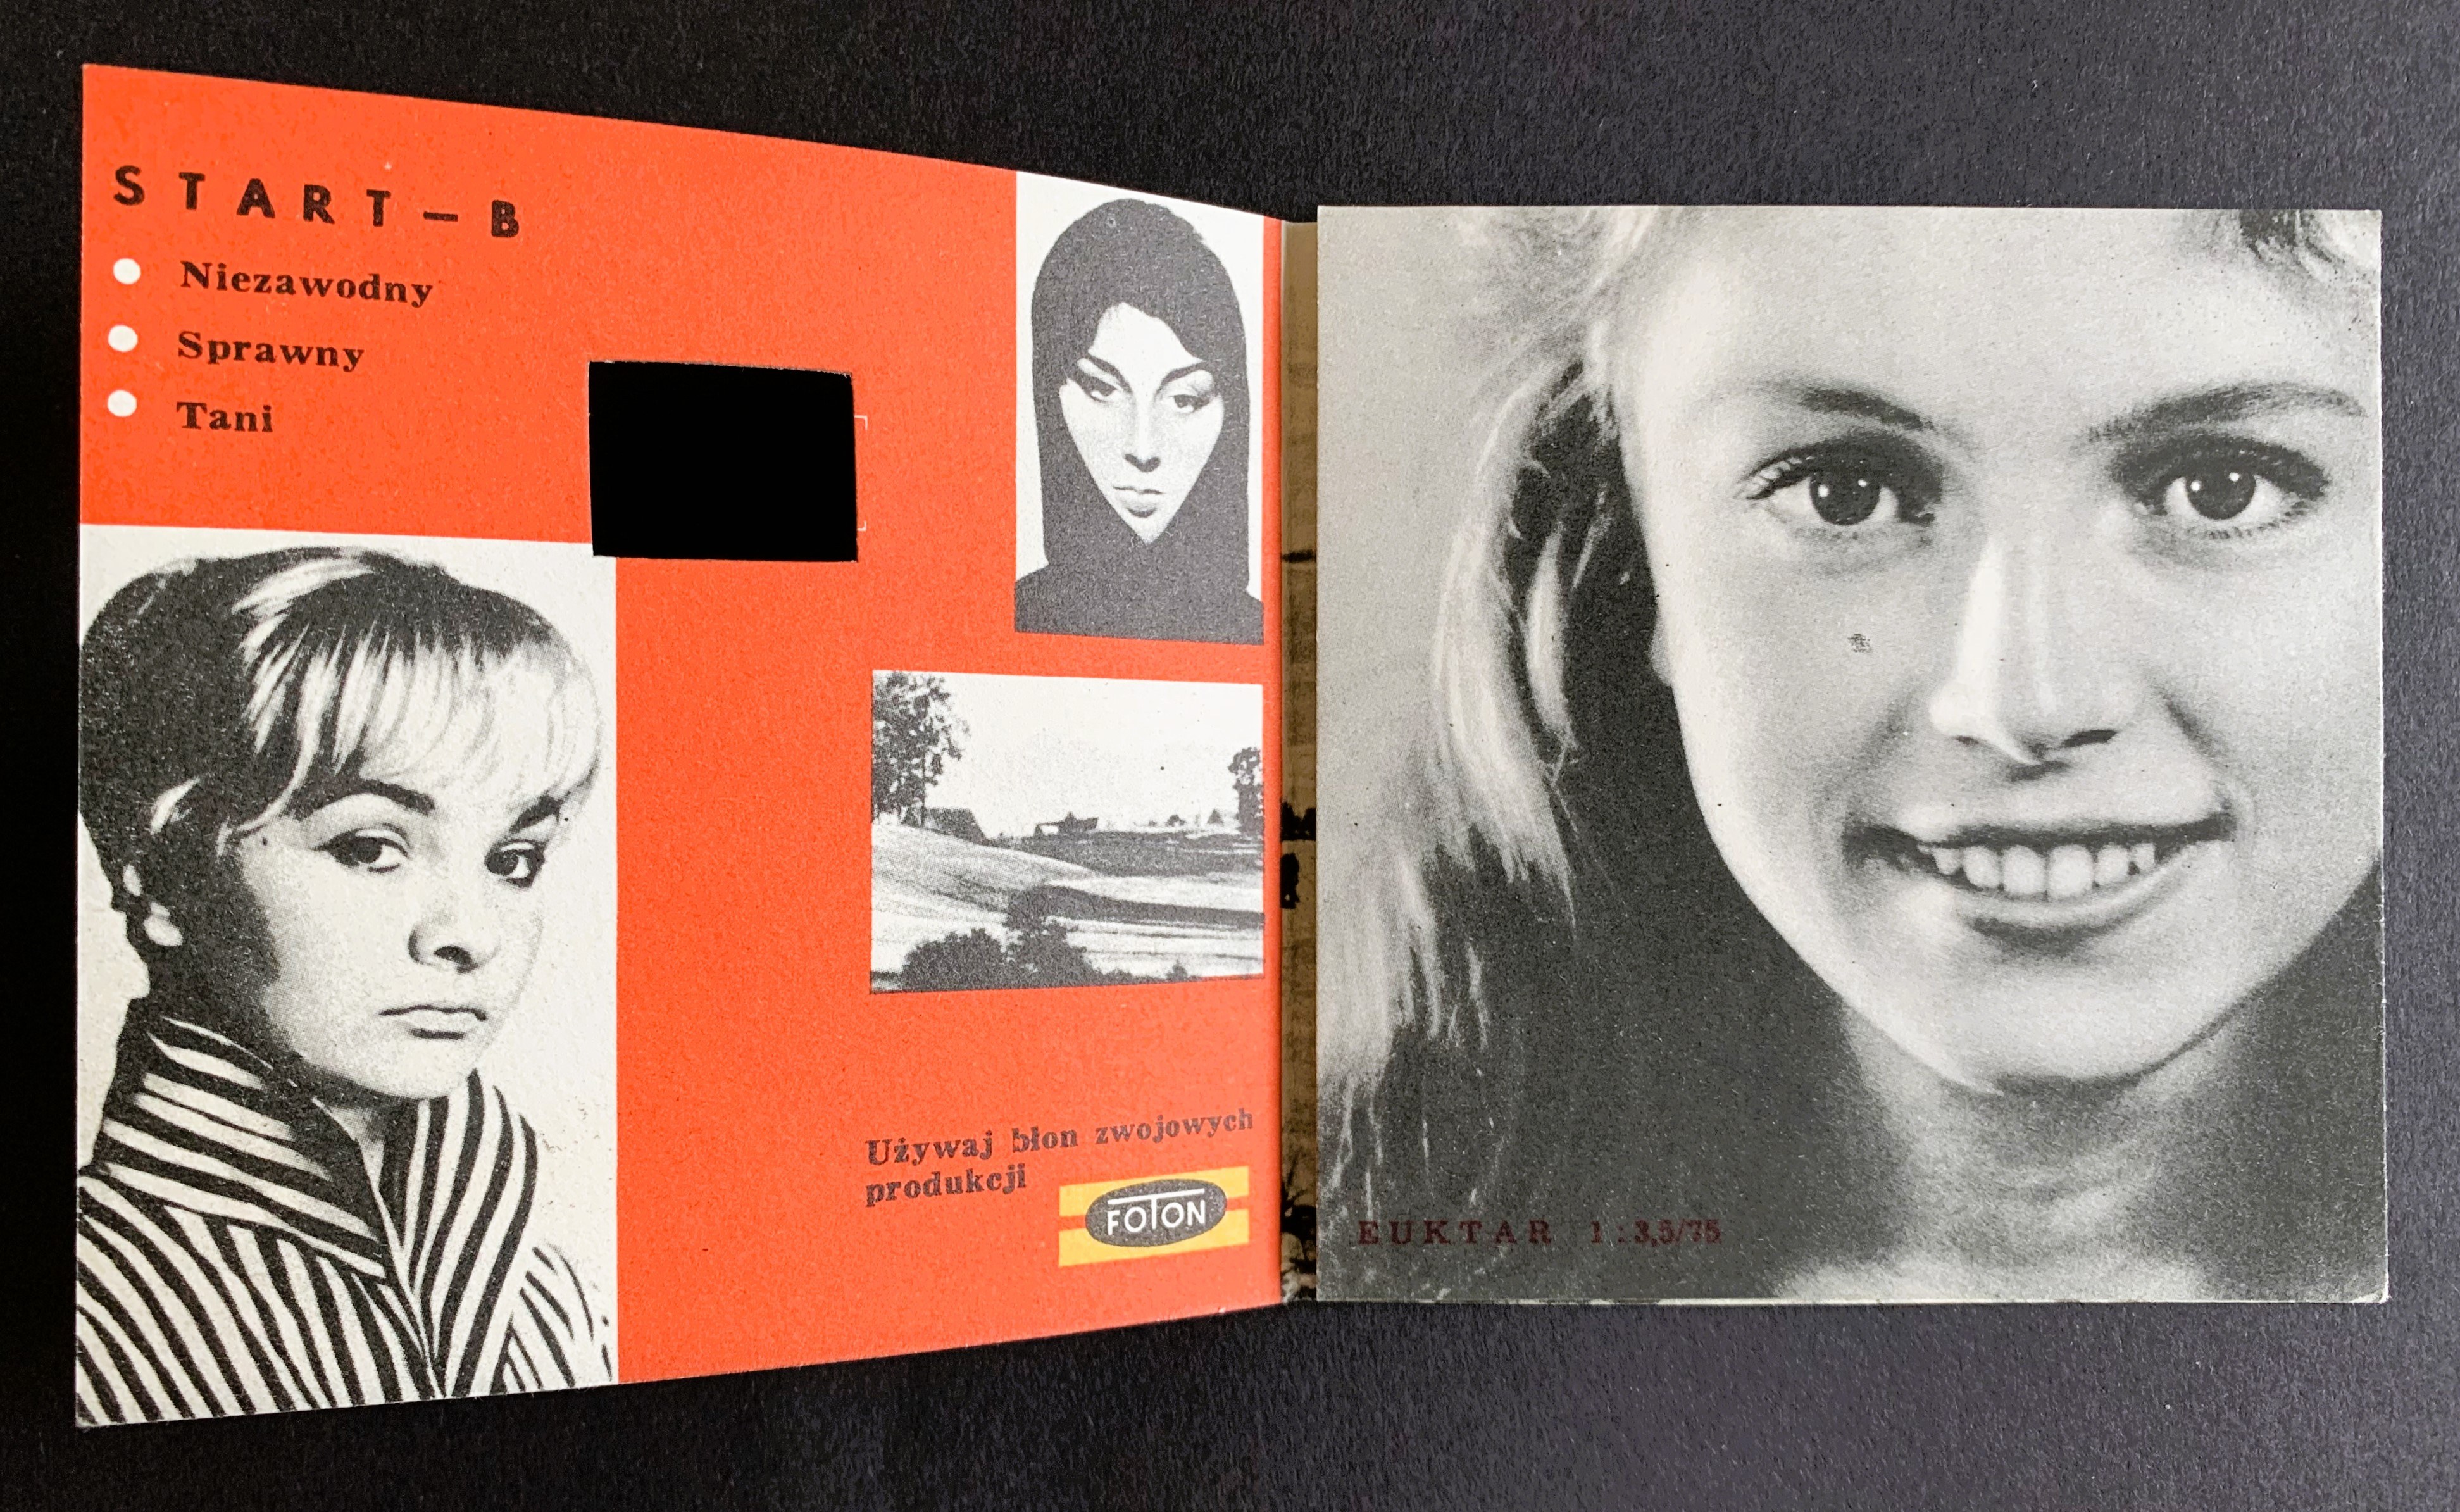 START—B
Niezawodny
Sprawny
Tani
Używaj błon zwojowych
produkcji
FOTON
EUKTAR 1:3,5/75